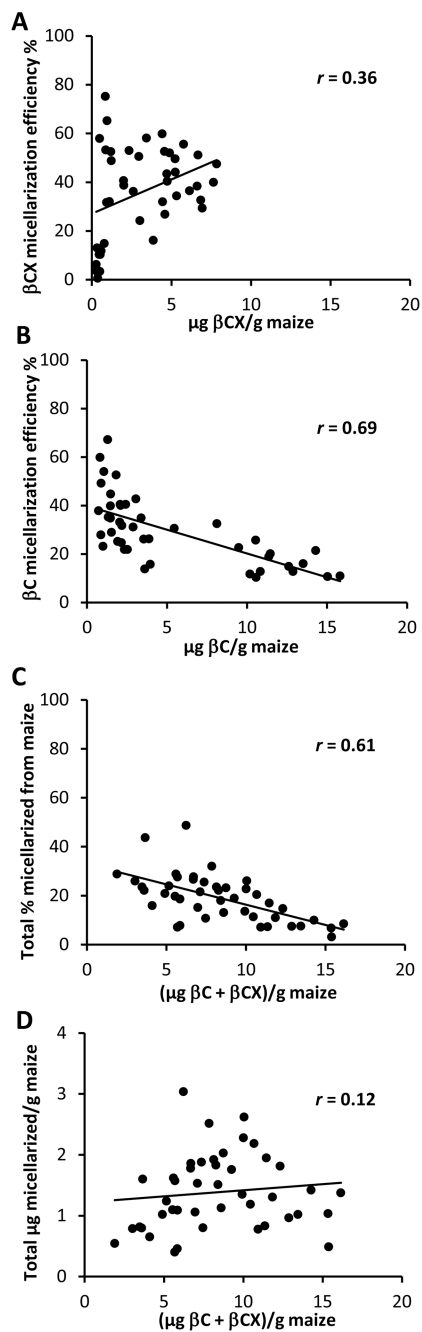 A
βCX micellarization efficiency %
100
80
60
40
20
0
r = 0.36
0 5 10 15 20
µg βCX/g maize
B
βC micellarization efficiency %
100
80
60
40
20
0
r = 0.69
0 5 10 15 20
µg βC/g maize
C
Total % micellarized from maize
100
80
60
40
20
0
r = 0.61
0 5 10 15 20
(µg βC + βCX)/g maize
D
Total µg micellarized/g maize
4
3
2
1
0
r = 0.12
0 5 10 15 20
(µg βC + βCX)/g maize